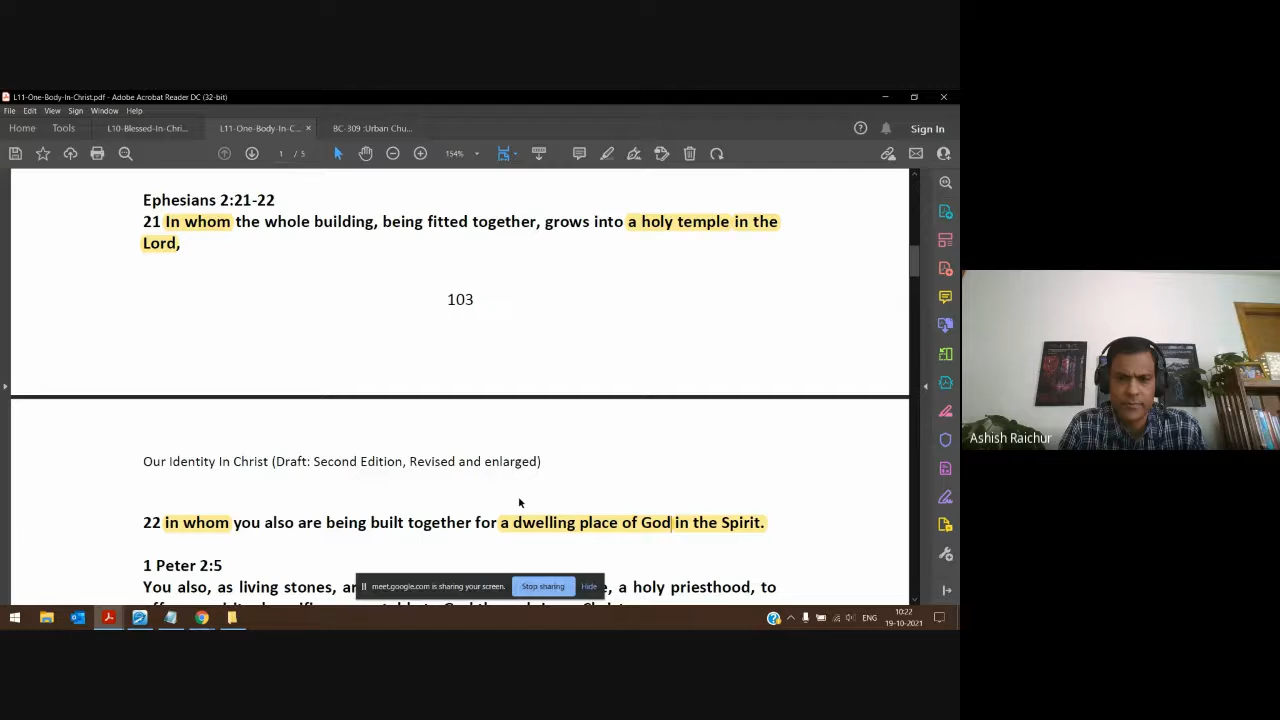 L11-One-Body-In-Christ.pdf - Adobe Acrobat Reader DC (32-bit)
File Edit View Sign Window Help
Home Tools L10-Blessed-In-Chri... L11-One-Body-In-C... × BC-309 :Urban Chu... Sign In
1 / 5 154%
Ephesians 2:21-22
21 In whom the whole building, being fitted together, grows into a holy temple in the
Lord,
103
Our Identity In Christ (Draft: Second Edition, Revised and enlarged)
22 in whom you also are being built together for a dwelling place of God in the Spirit.
1 Peter 2:5
You also, as living stones, a holy priesthood, to
meet.google.com is sharing your screen. Stop sharing Hide
ENG 10:22
19-10-2021
Ashish Raichur